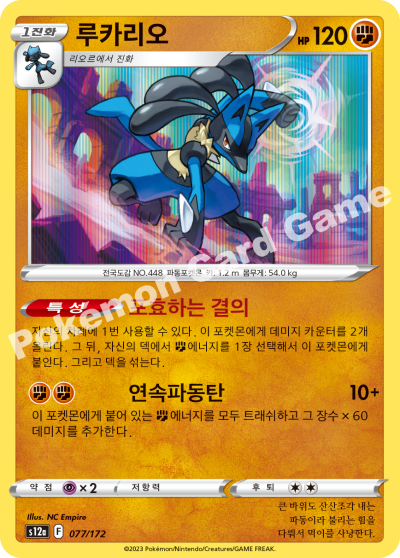 1진화
루카리오
HP 120
리오르에서 진화
전국도감 NO.448 파동포켓몬 키: 1.2 m 몸무게: 54.0 kg
특성 포효하는 결의
자신의 차례에 1번 사용할 수 있다. 이 포켓몬에게 데미지 카운터를 2개
올린다. 그 뒤, 자신의 덱에서 에너지를 1장 선택해서 이 포켓몬에게
붙인다. 그리고 덱을 섞는다.
연속파동탄 10+
이 포켓몬에게 붙어 있는 에너지를 모두 트래쉬하고 그 장수 × 60
데미지를 추가한다.
약점 × 2 저항력 후퇴
Illus. NC Empire
s12a F 077/172
큰 바위도 산산조각 내는
파동이라 불리는 힘을
다뤄서 먹이를 사냥한다.
©2023 Pokémon/Nintendo/Creatures/GAME FREAK.
Pokemon Card Game